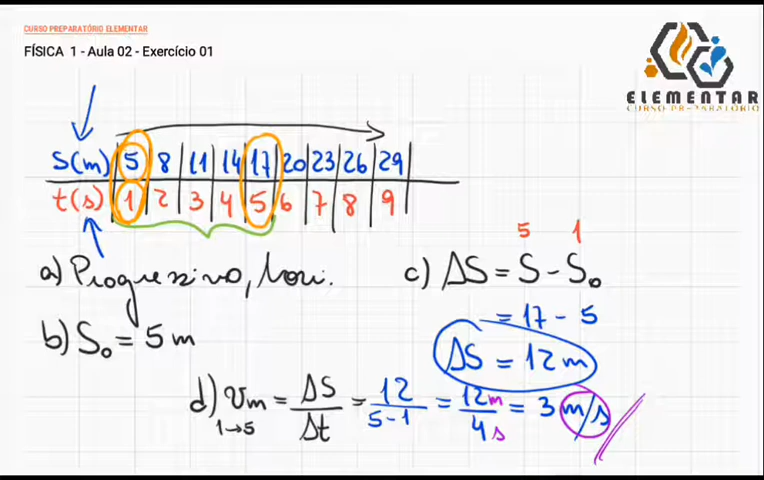 CURSO PREPARATÓRIO ELEMENTAR
FÍSICA 1 - Aula 02 - Exercício 01
ELEMENTAR
CURSO PREPARATÓRIO
S(m) 5 8 11 14 17 20 23 26 29
t(s) 1 2 3 4 5 6 7 8 9
a) Progressivo, Movi.
b) S₀ = 5 m
5 1
c) ΔS = S - S₀
= 17 - 5
ΔS = 12 m
d) Vm = ΔS/Δt = 12/5-1 = 12m/4s = 3 m/s
1→5